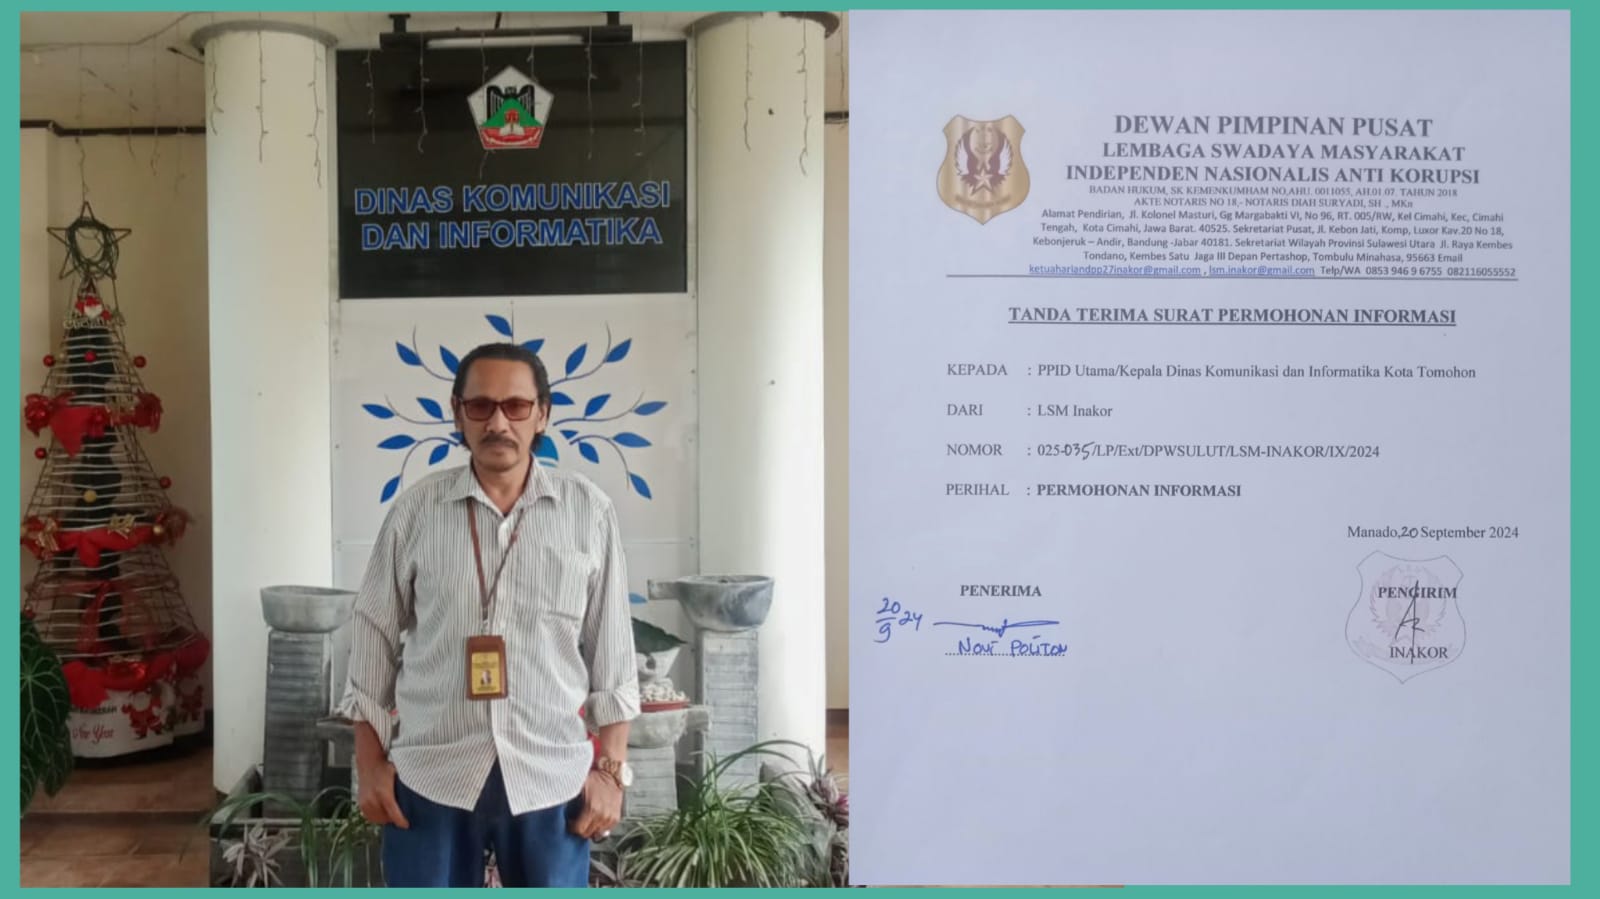 DINAS KOMUNIKASI
DAN INFORMATIKA
New Year
DEWAN PIMPINAN PUSAT
LEMBAGA SWADAYA MASYARAKAT
INDEPENDEN NASIONALIS ANTI KORUPSI
BADAN HUKUM, SK KEMENKUMHAM NO,AHU. 0011055, AH.01.07. TAHUN 2018
AKTE NOTARIS NO 18,- NOTARIS DIAH SURYADI, SH ., MKn
Alamat Pendirian, Jl. Kolonel Masturi, Gg Margabakti VI, No 96, RT. 005/RW, Kel Cimahi, Kec, Cimahi
Tengah, Kota Cimahi, Jawa Barat. 40525. Sekretariat Pusat, Jl. Kebon Jati, Komp, Luxor Kav.20 No 18,
Kebonjeruk – Andir, Bandung -Jabar 40181. Sekretariat Wilayah Provinsi Sulawesi Utara Jl. Raya Kembes
Tondano, Kembes Satu Jaga III Depan Pertashop, Tombulu Minahasa, 95663 Email
ketuahariandpp27inakor@gmail.com , lsm.inakor@gmail.com Telp/WA 0853 946 9 6755 082116055552
TANDA TERIMA SURAT PERMOHONAN INFORMASI
KEPADA : PPID Utama/Kepala Dinas Komunikasi dan Informatika Kota Tomohon
DARI : LSM Inakor
NOMOR : 025-035/LP/Ext/DPWSULUT/LSM-INAKOR/IX/2024
PERIHAL : PERMOHONAN INFORMASI
Manado,20 September 2024
PENERIMA
PENGIRIM
20/9 24
Novi Politon
INAKOR